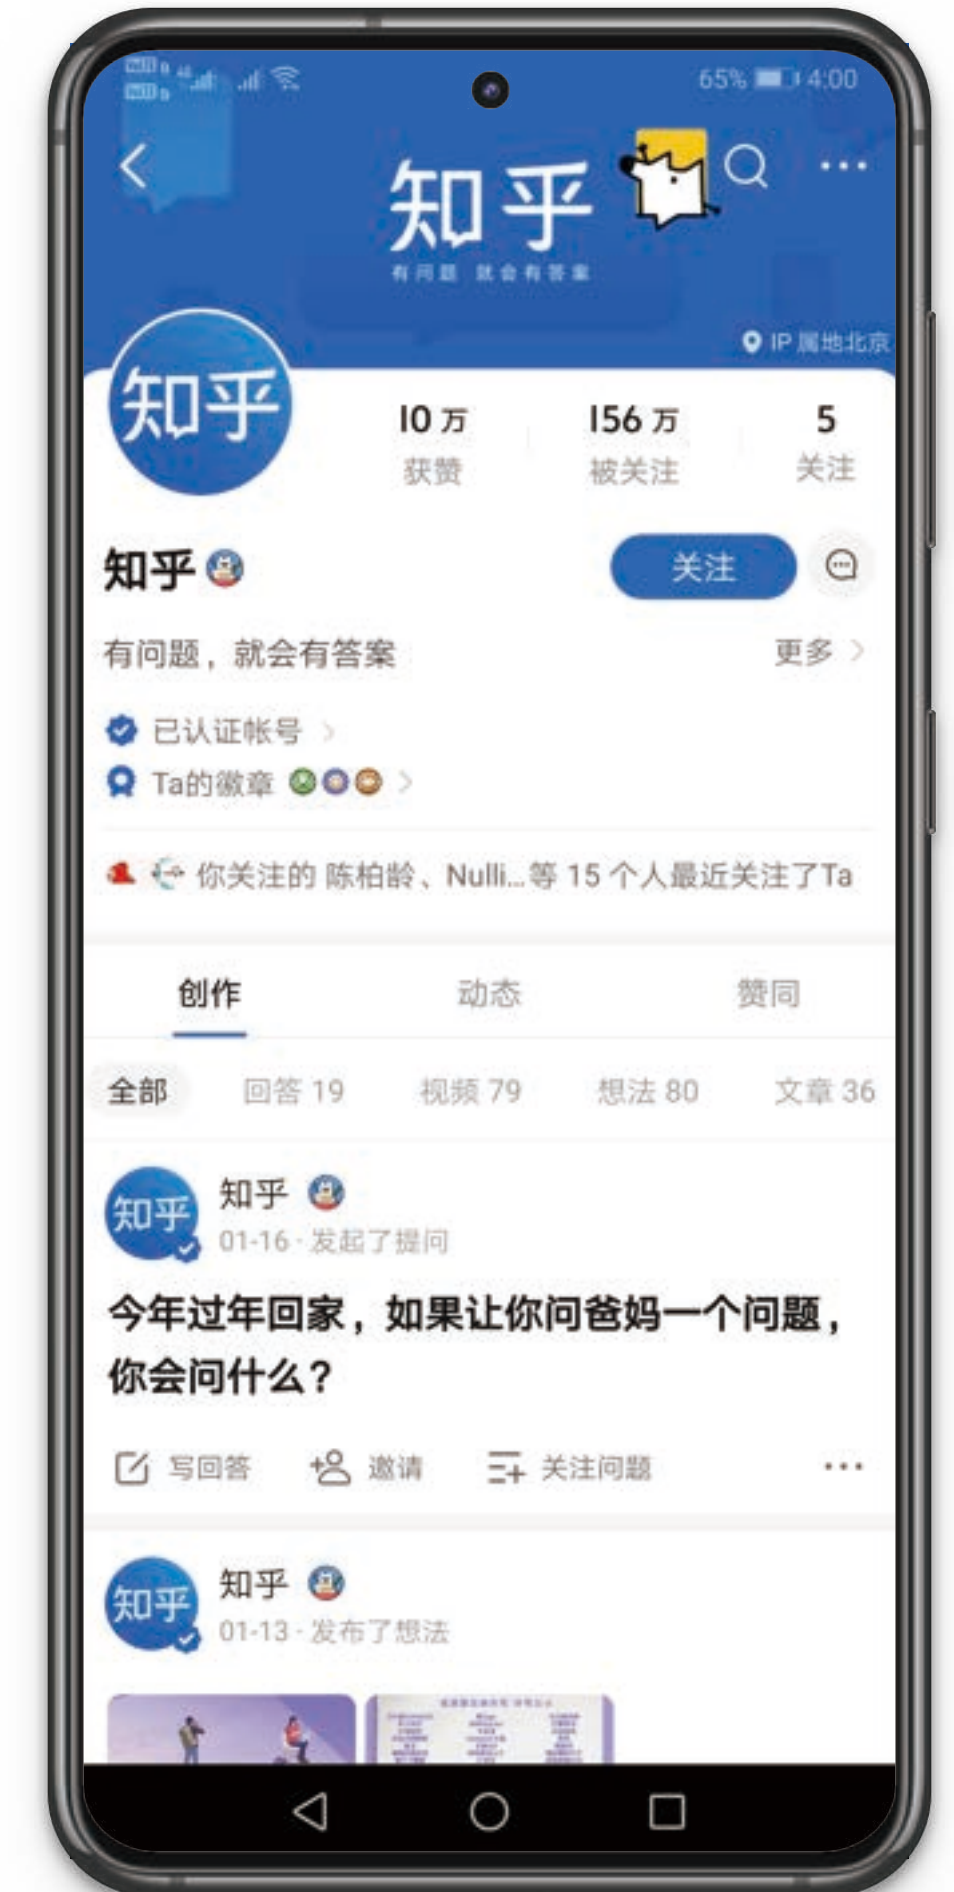 65% 4:00
知乎
有问题 就会有答案
IP 属地北京
知乎
10 万 156 万 5
获赞 被关注 关注
知乎 关注
有问题，就会有答案 更多
已认证帐号
Ta的徽章
你关注的 陈柏龄、Nulli...等 15 个人最近关注了Ta
创作 动态 赞同
全部 回答 19 视频 79 想法 80 文章 36
知乎
知乎
01-16 · 发起了提问
今年过年回家，如果让你问爸妈一个问题，
你会问什么？
写回答 邀请 关注问题
知乎
知乎
01-13 · 发布了想法